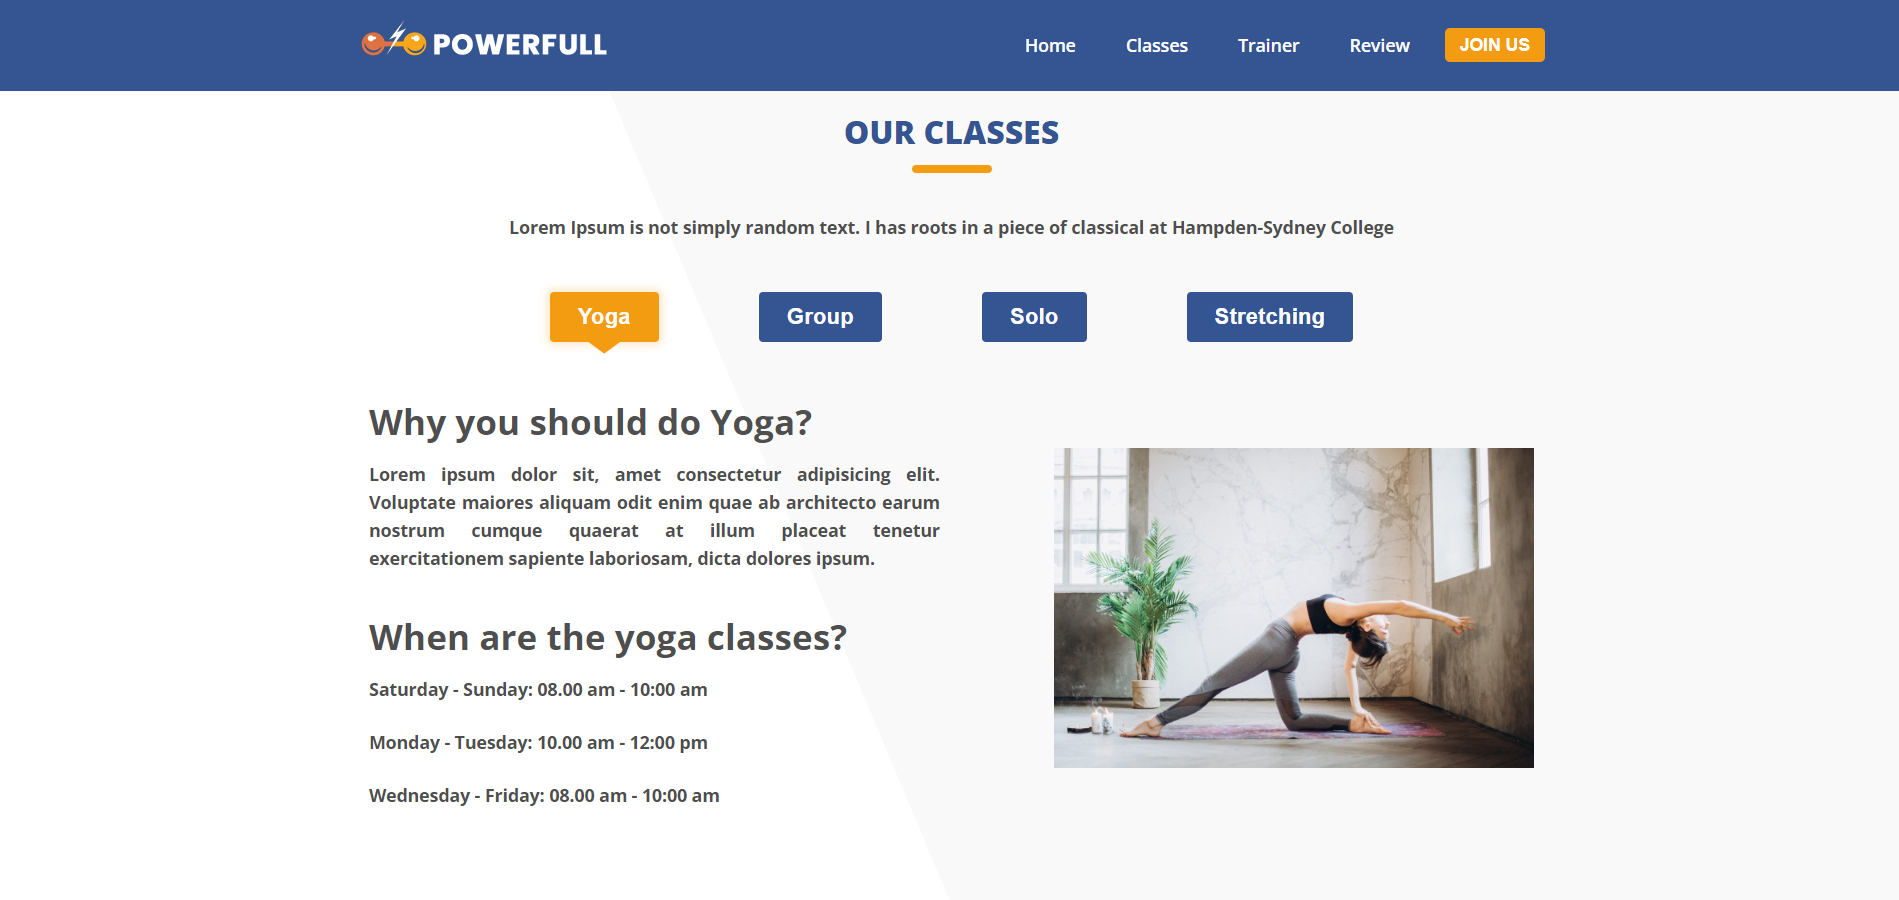 POWERFULL
Home Classes Trainer Review JOIN US
OUR CLASSES
Lorem Ipsum is not simply random text. I has roots in a piece of classical at Hampden-Sydney College
Yoga Group Solo Stretching
Why you should do Yoga?
Lorem ipsum dolor sit, amet consectetur adipisicing elit.
Voluptate maiores aliquam odit enim quae ab architecto earum
nostrum cumque quaerat at illum placeat tenetur
exercitationem sapiente laboriosam, dicta dolores ipsum.
When are the yoga classes?
Saturday - Sunday: 08.00 am - 10:00 am
Monday - Tuesday: 10.00 am - 12:00 pm
Wednesday - Friday: 08.00 am - 10:00 am